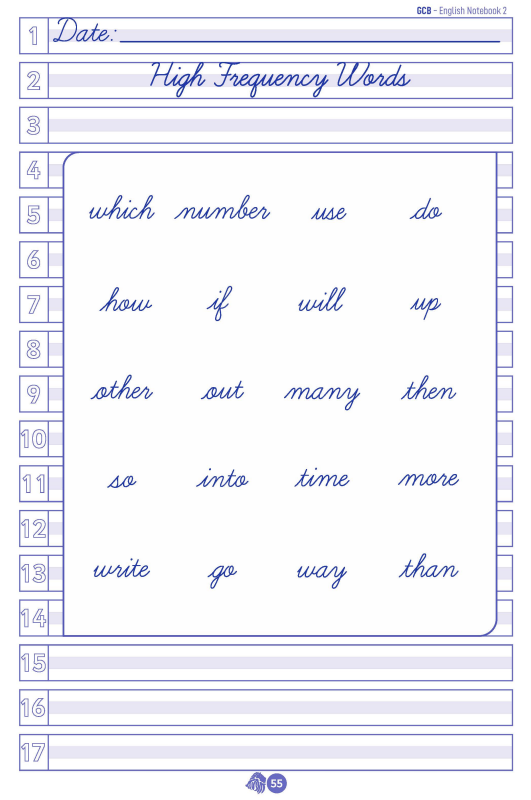 GCB - English Notebook 2
1 Date:
2 High Frequency Words
3
4
5 which number use do
6
7 how if will up
8
9 other out many then
10
11 so into time more
12
13 write go way than
14
15
16
17
55